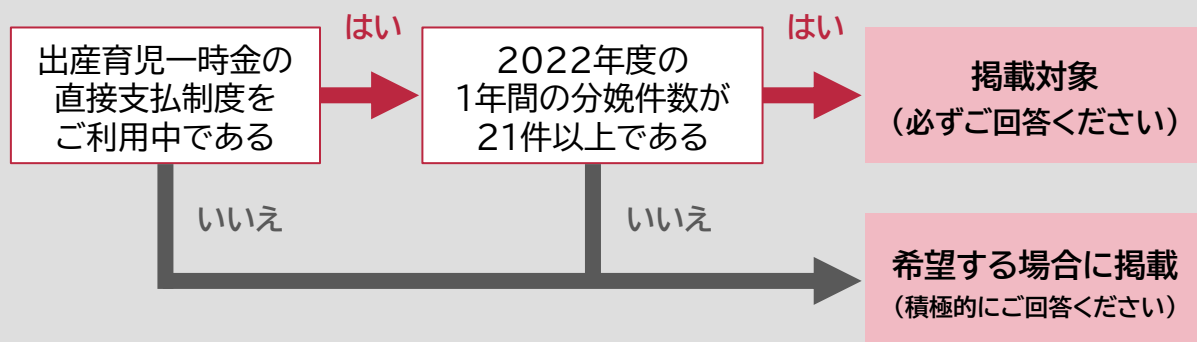 はい
はい
出産育児一時金の
直接支払制度を
ご利用中である
2022年度の
1年間の分娩件数が
21件以上である
掲載対象
(必ずご回答ください)
いいえ
いいえ
希望する場合に掲載
(積極的にご回答ください)